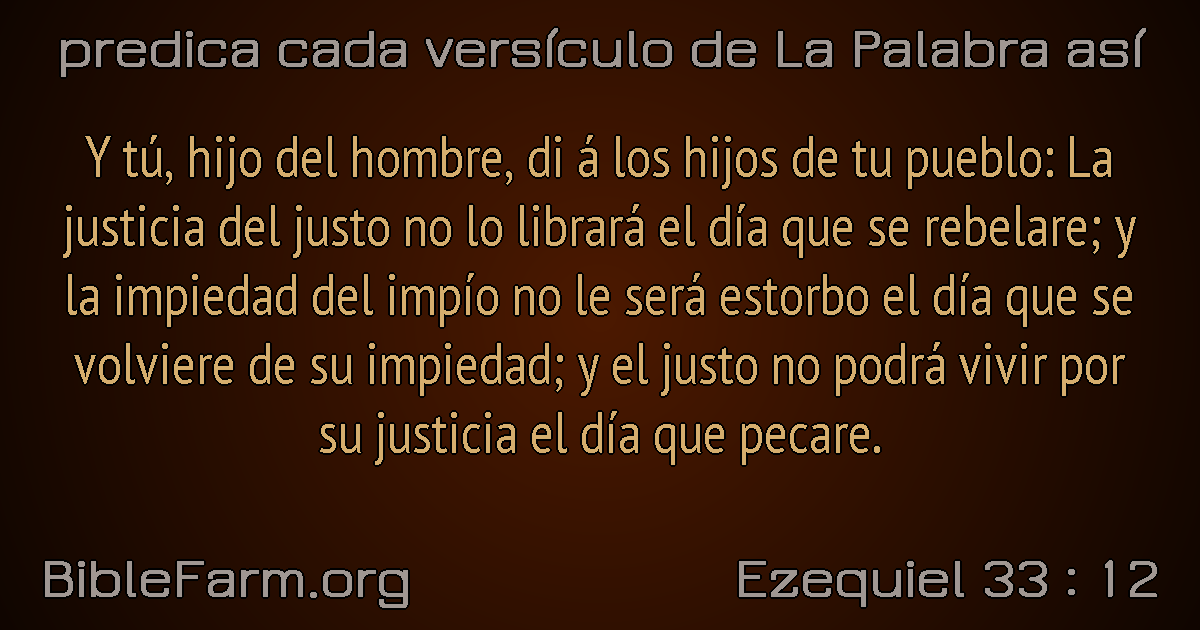 predica cada versículo de La Palabra así
Y tú, hijo del hombre, di á los hijos de tu pueblo: La
justicia del justo no lo librará el día que se rebelare; y
la impiedad del impío no le será estorbo el día que se
volviere de su impiedad; y el justo no podrá vivir por
su justicia el día que pecare.
BibleFarm.org
Ezequiel 33 : 12